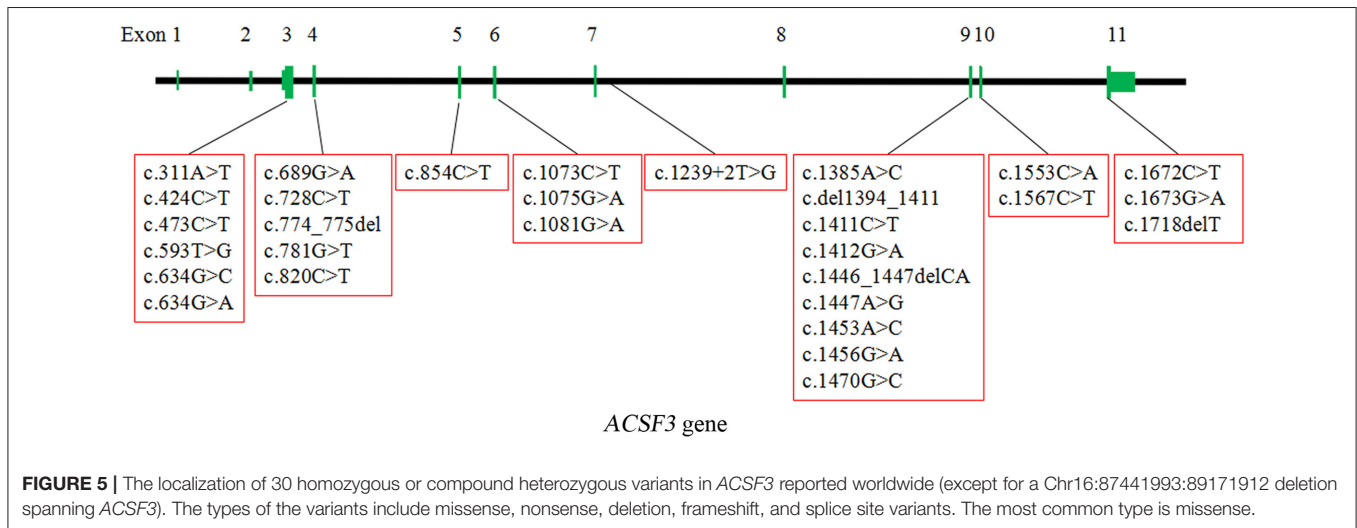 Exon 1 2 3 4 5 6 7 8 9 10 11
c.311A>T
c.424C>T
c.473C>T
c.593T>G
c.634G>C
c.634G>A
c.689G>A
c.728C>T
c.774_775del
c.781G>T
c.820C>T
c.854C>T
c.1073C>T
c.1075G>A
c.1081G>A
c.1239+2T>G
c.1385A>C
c.del1394_1411
c.1411C>T
c.1412G>A
c.1446_1447delCA
c.1447A>G
c.1453A>C
c.1456G>A
c.1470G>C
c.1553C>A
c.1567C>T
c.1672C>T
c.1673G>A
c.1718delT
ACSF3 gene
FIGURE 5 | The localization of 30 homozygous or compound heterozygous variants in ACSF3 reported worldwide (except for a Chr16:87441993:89171912 deletion
spanning ACSF3). The types of the variants include missense, nonsense, deletion, frameshift, and splice site variants. The most common type is missense.